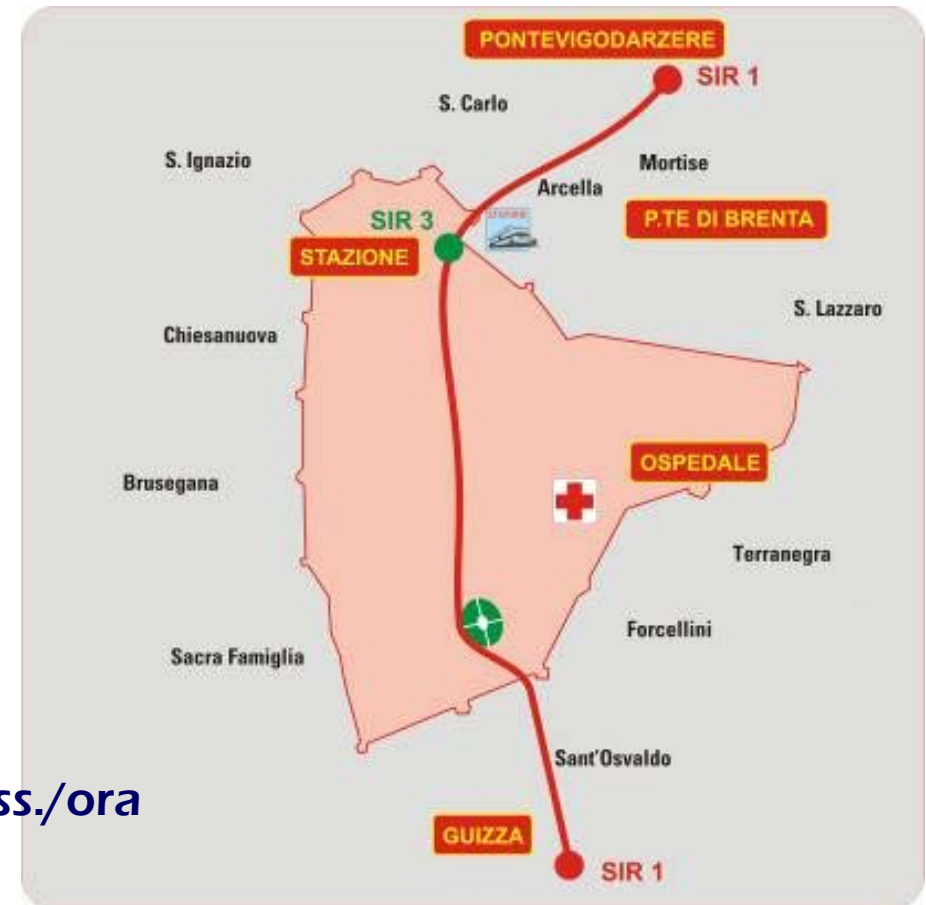 PONTEVIGODARZERE
SIR 1
S. Carlo
S. Ignazio
Mortise
Arcella
SIR 3
P.TE DI BRENTA
STAZIONE
S. Lazzaro
Chiesanuova
OSPEDALE
Brusegana
Terranegra
Forcellini
Sacra Famiglia
Sant'Osvaldo
ss./ora
GUIZZA
SIR 1